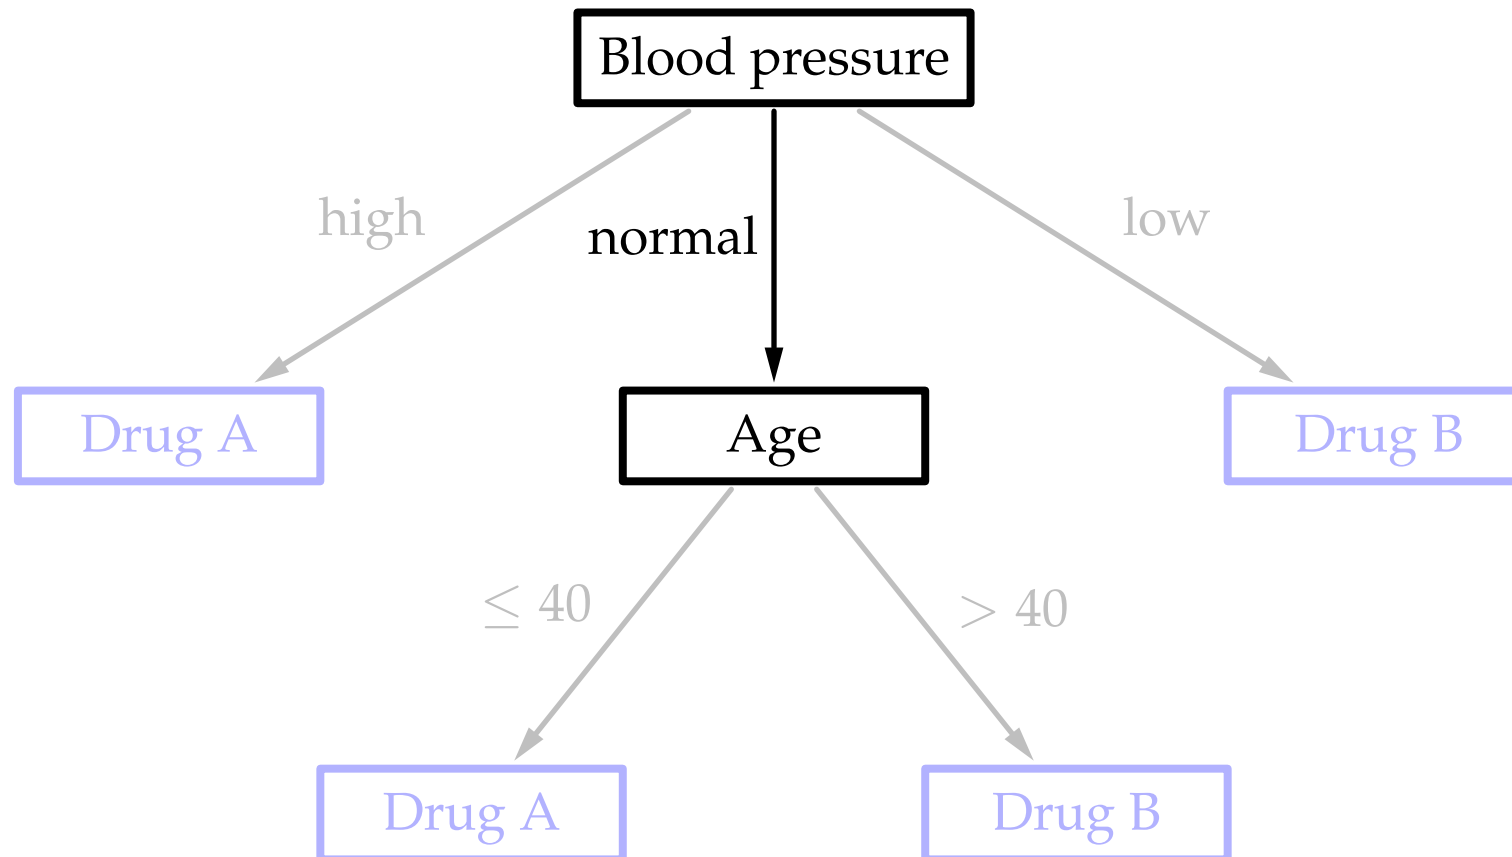 Blood pressure
high
normal
low
Drug A
Age
Drug B
≤ 40
> 40
Drug A
Drug B